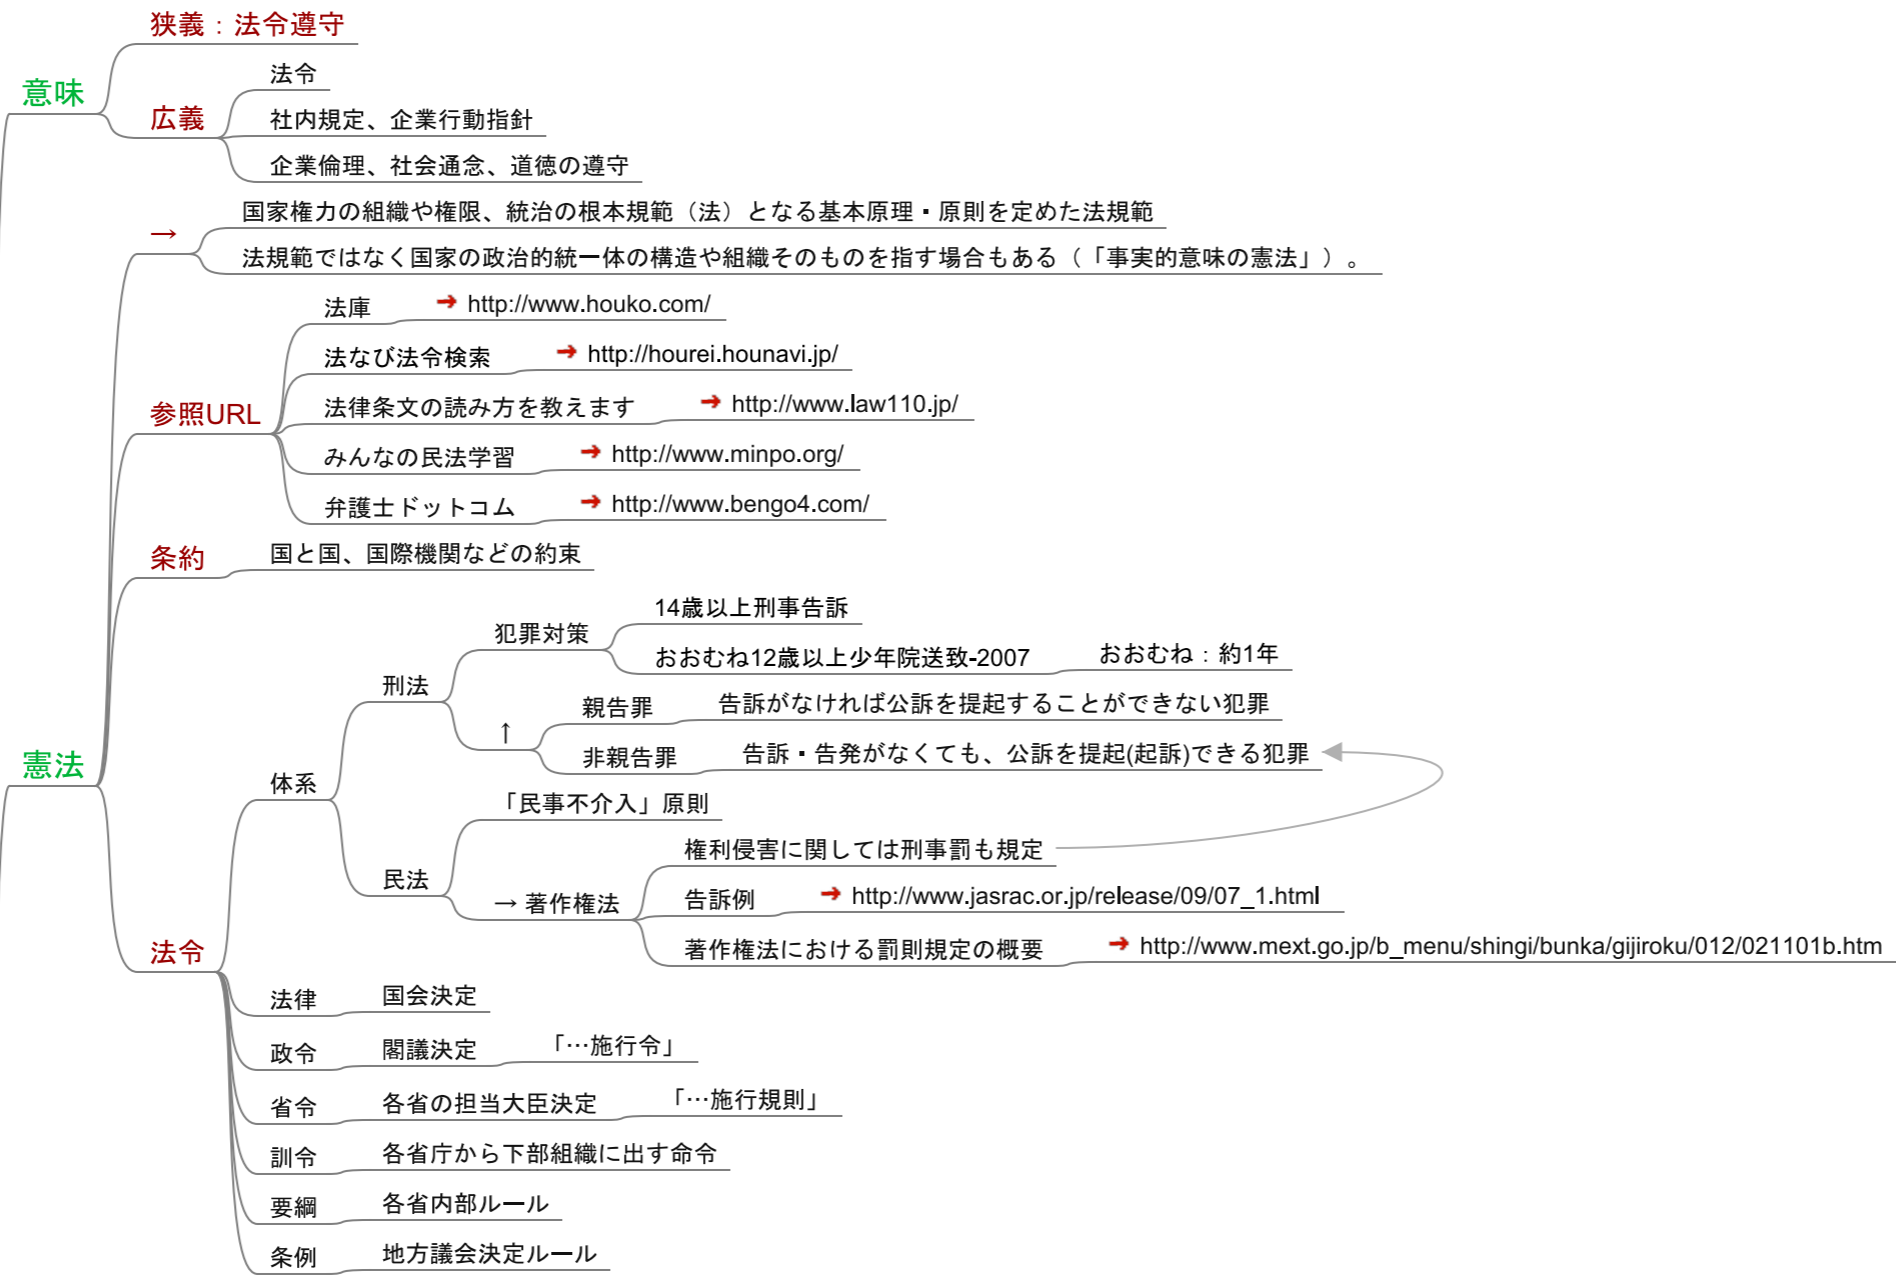 意味
狭義：法令遵守
広義
法令
社内規定、企業行動指針
企業倫理、社会通念、道徳の遵守
憲法
→
国家権力の組織や権限、統治の根本規範（法）となる基本原理・原則を定めた法規範
法規範ではなく国家の政治的統一体の構造や組織そのものを指す場合もある（「事実的意味の憲法」）。
参照URL
法庫 → http://www.houko.com/
法なび法令検索 → http://hourei.hounavi.jp/
法律条文の読み方を教えます → http://www.law110.jp/
みんなの民法学習 → http://www.minpo.org/
弁護士ドットコム → http://www.bengo4.com/
条約 国と国、国際機関などの約束
法令
体系
刑法
犯罪対策
14歳以上刑事告訴
おおむね12歳以上少年院送致-2007 おおむね：約1年
↑
親告罪 告訴がなければ公訴を提起することができない犯罪
非親告罪 告訴・告発がなくても、公訴を提起(起訴)できる犯罪
民法
「民事不介入」原則
→ 著作権法
権利侵害に関しては刑事罰も規定
告訴例 → http://www.jasrac.or.jp/release/09/07_1.html
著作権法における罰則規定の概要 → http://www.mext.go.jp/b_menu/shingi/bunka/gijiroku/012/021101b.htm
法律 国会決定
政令 閣議決定 「…施行令」
省令 各省の担当大臣決定 「…施行規則」
訓令 各省庁から下部組織に出す命令
要綱 各省内部ルール
条例 地方議会決定ルール